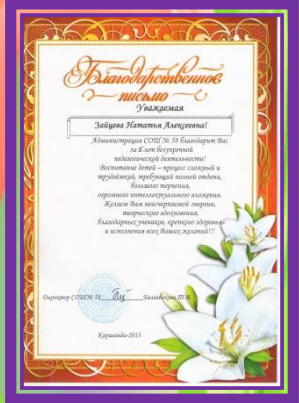 Благодарственное
письмо
Уважаемая
Зайцева Наталья Алексеевна!
Администрация СОШ № 58 благодарит Вас
за 6 лет безупречной
педагогической деятельности!
Воспитание детей – процесс сложный и
трудоёмкий, требующий полной отдачи,
большого терпения,
огромного интеллектуального вложения.
Желаем Вам неисчерпаемой энергии,
творческого вдохновения,
благодарных учеников, крепкого здоровья
и исполнения всех Ваших желаний!!!
Директор СОШ № 58
Караганда-2013